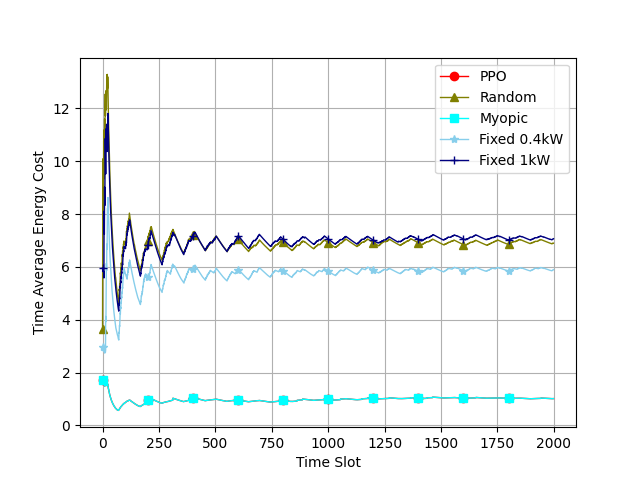 PPO
Random
Myopic
Fixed 0.4kW
Fixed 1kW
Time Average Energy Cost
12
10
8
6
4
2
0
0 250 500 750 1000 1250 1500 1750 2000
Time Slot